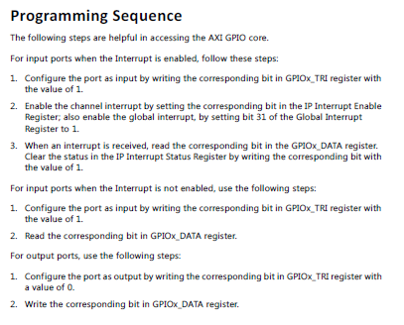 Programming Sequence
The following steps are helpful in accessing the AXI GPIO core.
For input ports when the Interrupt is enabled, follow these steps:
1. Configure the port as input by writing the corresponding bit in GPIOx_TRI register with
the value of 1.
2. Enable the channel interrupt by setting the corresponding bit in the IP Interrupt Enable
Register; also enable the global interrupt, by setting bit 31 of the Global Interrupt
Register to 1.
3. When an interrupt is received, read the corresponding bit in the GPIOx_DATA register.
Clear the status in the IP Interrupt Status Register by writing the corresponding bit with
the value of 1.
For input ports when the Interrupt is not enabled, use the following steps:
1. Configure the port as input by writing the corresponding bit in GPIOx_TRI register with
the value of 1.
2. Read the corresponding bit in GPIOx_DATA register.
For output ports, use the following steps:
1. Configure the port as output by writing the corresponding bit in GPIOx_TRI register with
a value of 0.
2. Write the corresponding bit in GPIOx_DATA register.